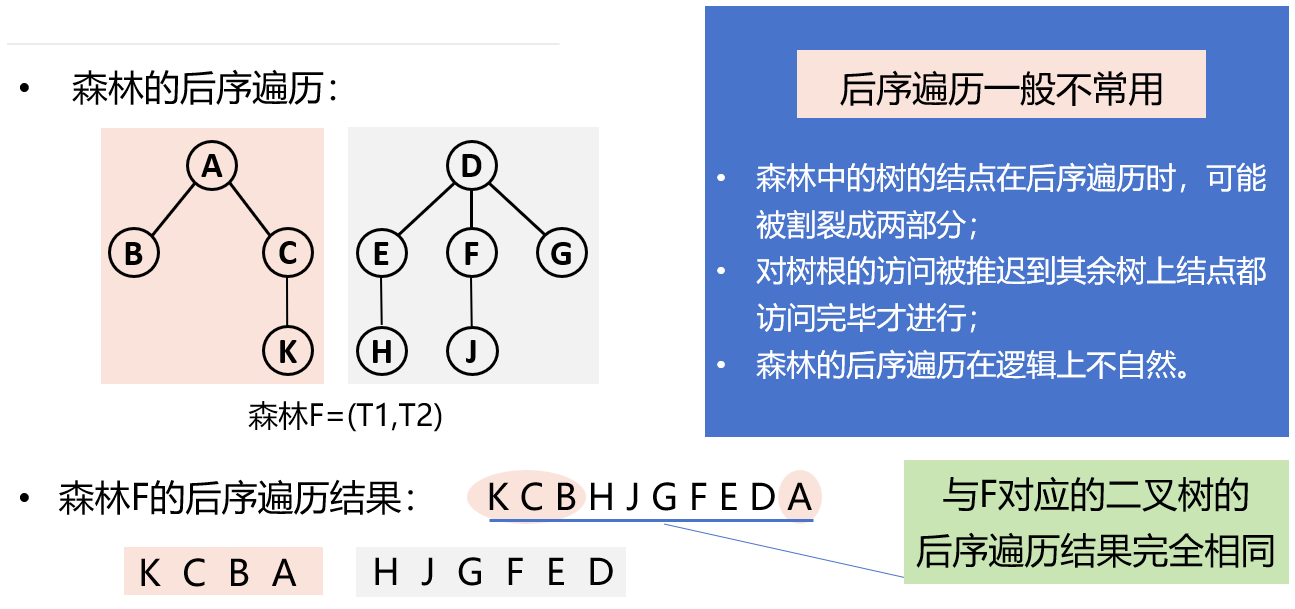 • 森林的后序遍历：
A
B C
K
D
E F G
H J
森林F=(T1,T2)
后序遍历一般不常用
• 森林中的树的结点在后序遍历时，可能
被割裂成两部分；
• 对树根的访问被推迟到其余树上结点都
访问完毕才进行；
• 森林的后序遍历在逻辑上不自然。
• 森林F的后序遍历结果： K C B H J G F E D A
K C B A
H J G F E D
与F对应的二叉树的
后序遍历结果完全相同